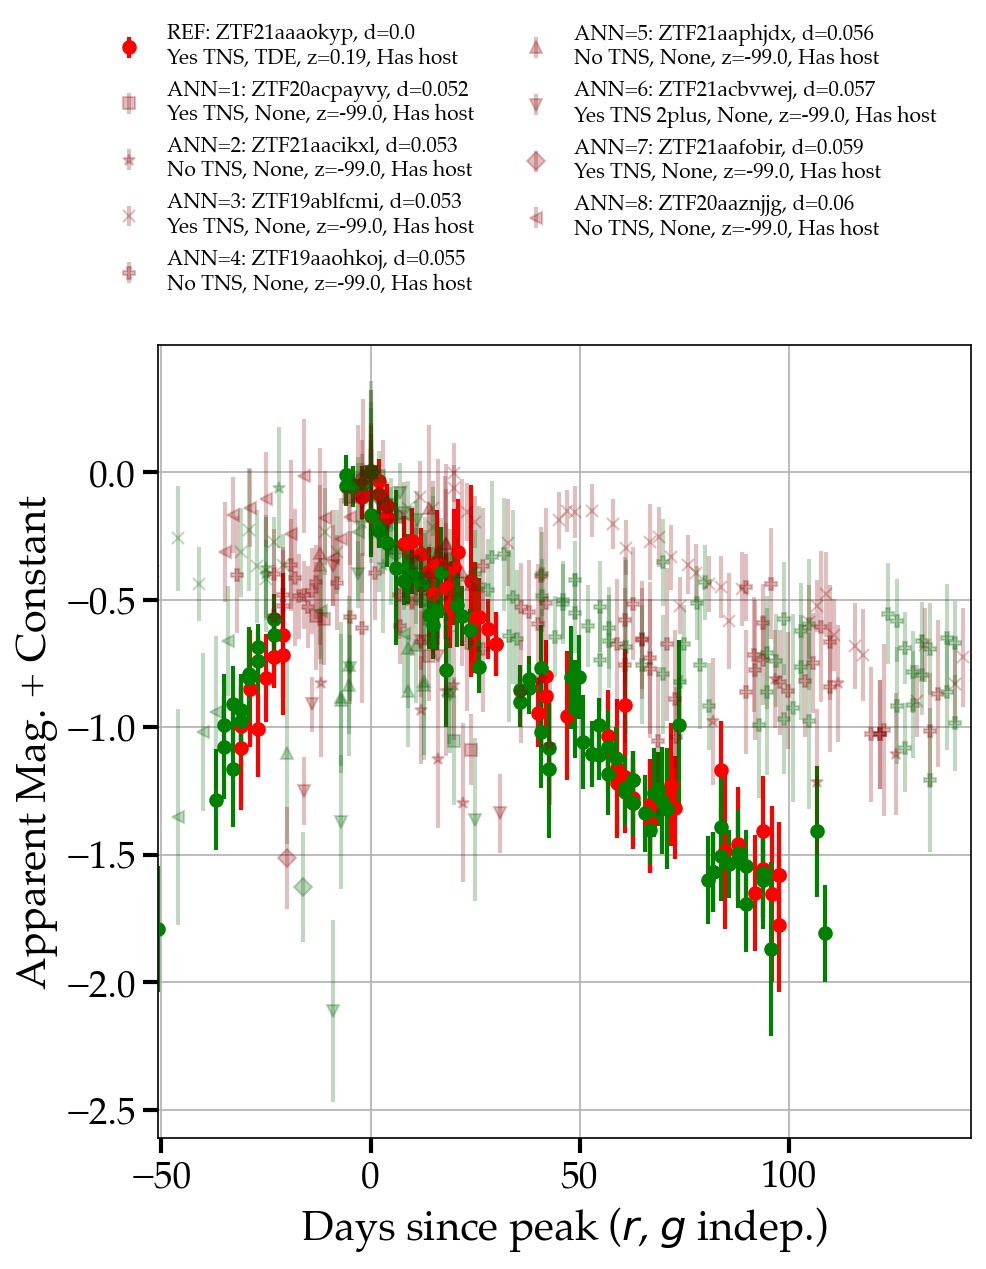 REF: ZTF21aaaokyp, d=0.0
Yes TNS, TDE, z=0.19, Has host
ANN=1: ZTF20acpayvy, d=0.052
Yes TNS, None, z=-99.0, Has host
ANN=2: ZTF21aacikxl, d=0.053
No TNS, None, z=-99.0, Has host
ANN=3: ZTF19ablfcmi, d=0.053
Yes TNS, None, z=-99.0, Has host
ANN=4: ZTF19aaohkoj, d=0.055
No TNS, None, z=-99.0, Has host
ANN=5: ZTF21aaphjdx, d=0.056
No TNS, None, z=-99.0, Has host
ANN=6: ZTF21acbvwej, d=0.057
Yes TNS 2plus, None, z=-99.0, Has host
ANN=7: ZTF21aafobir, d=0.059
Yes TNS, None, z=-99.0, Has host
ANN=8: ZTF20aaznjjg, d=0.06
No TNS, None, z=-99.0, Has host
Apparent Mag. + Constant
0.0
−0.5
−1.0
−1.5
−2.0
−2.5
−50 0 50 100
Days since peak (r, g indep.)